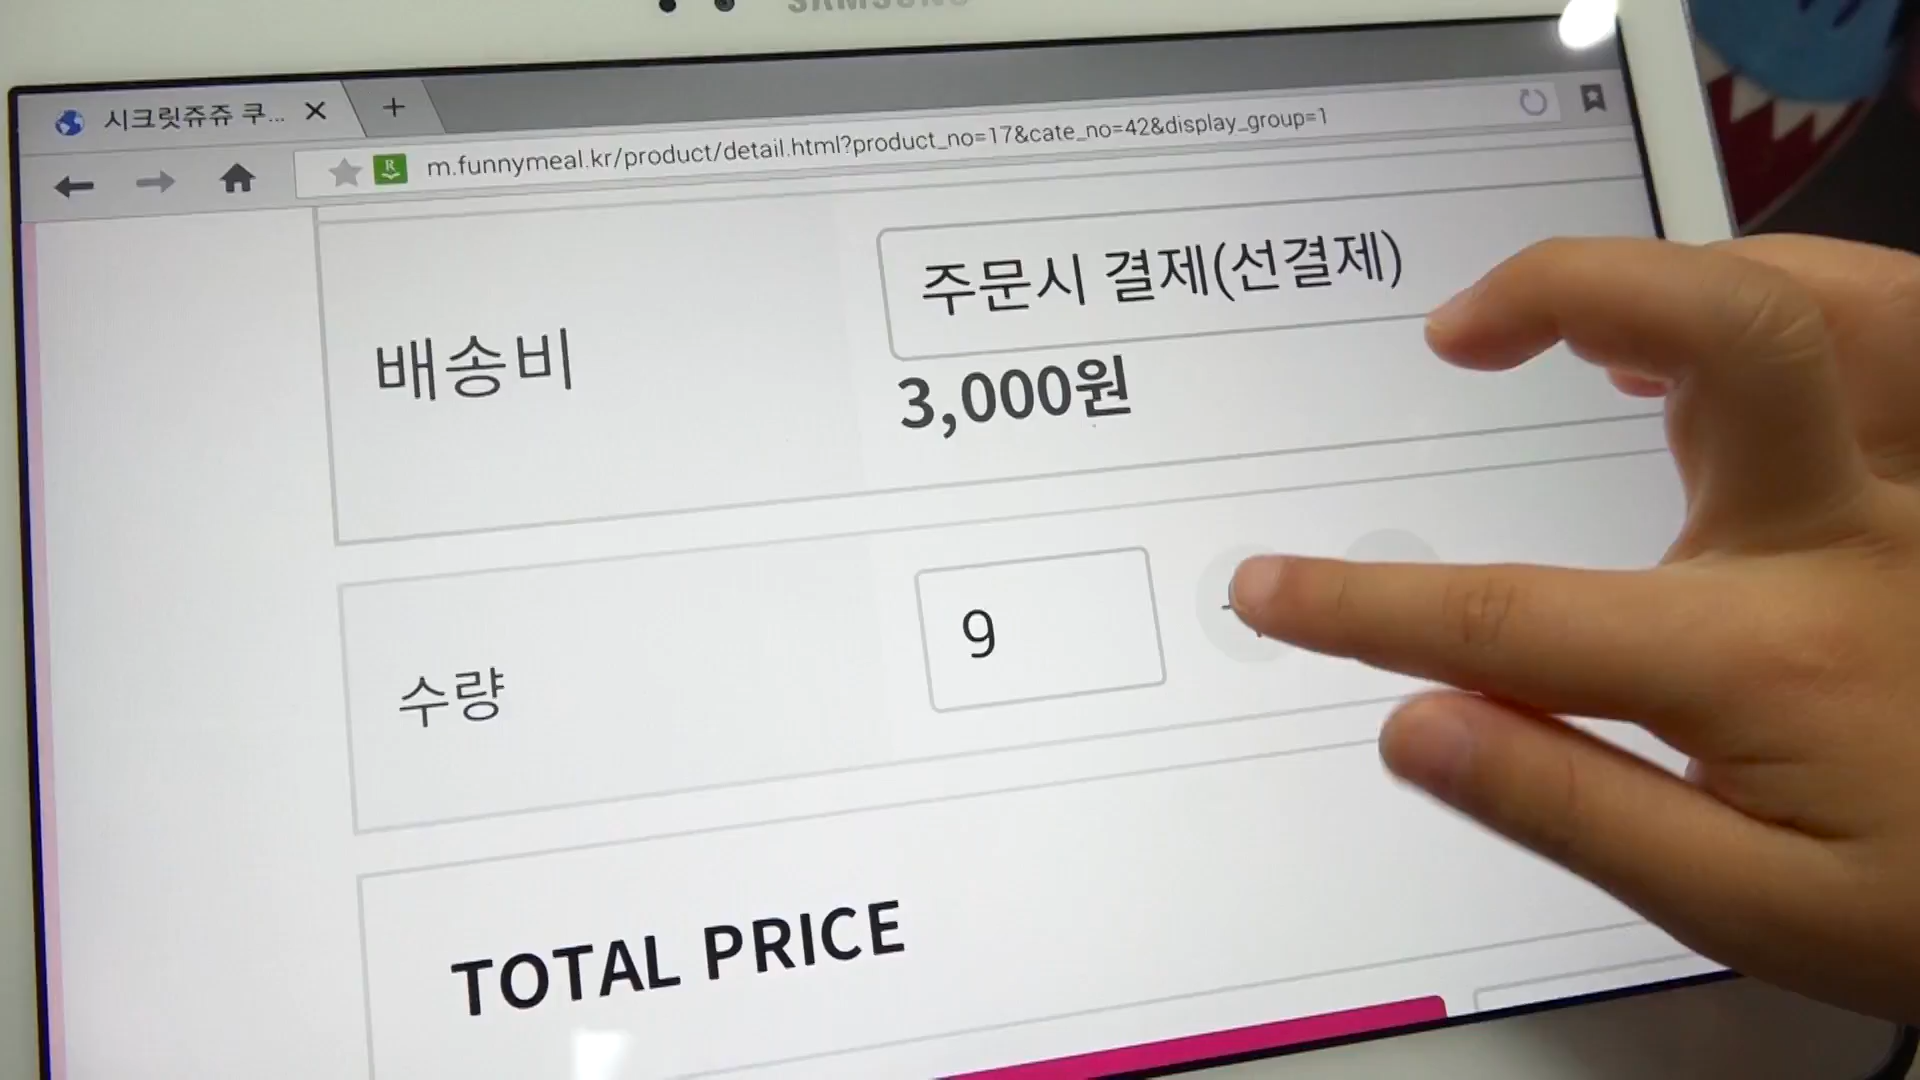 SAMSUNG
시크릿쥬쥬 쿠...
m.funnymeal.kr/product/detail.html?product_no=17&cate_no=42&display_group=1
주문시 결제(선결제)
배송비
3,000원
수량
9
TOTAL PRICE